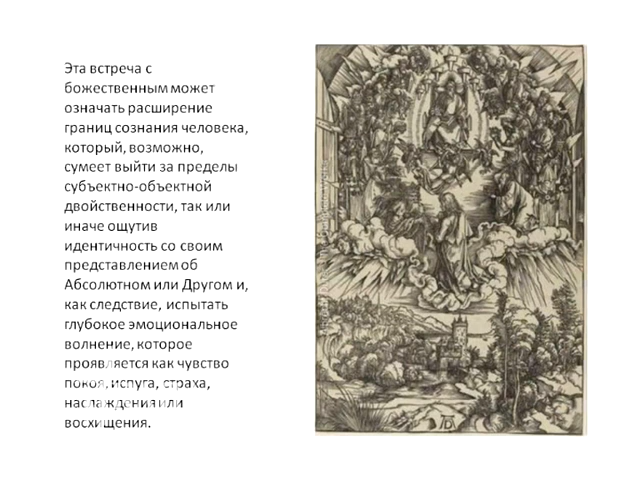 Эта встреча с
божественным может
означать расширение
границ сознания человека,
который, возможно,
сумеет выйти за пределы
субъектно-объектной
двойственности, так или
иначе ощутив
идентичность со своим
представлением об
Абсолютном или Другом и,
как следствие, испытать
глубокое эмоциональное
волнение, которое
проявляется как чувство
покоя, испуга, страха,
наслаждения или
восхищения.
AD